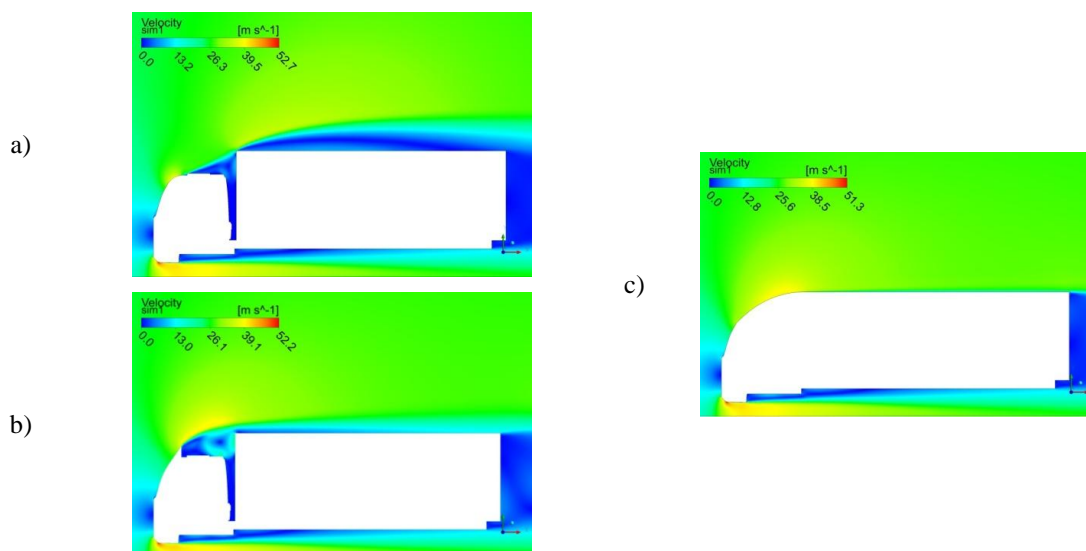 a)
Velocity
sim1
[m s^-1]
0.0
13.2
26.3
39.5
52.7
b)
Velocity
sim1
[m s^-1]
0.0
13.0
26.1
39.1
52.2
c)
Velocity
sim1
[m s^-1]
0.0
12.8
25.6
38.5
51.3